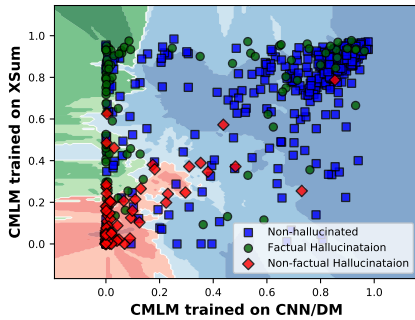 CMLM trained on XSum
1.0
0.8
0.6
0.4
0.2
0.0
Non-hallucinated
Factual Hallucinataion
Non-factual Hallucinataion
0.0 0.2 0.4 0.6 0.8 1.0
CMLM trained on CNN/DM